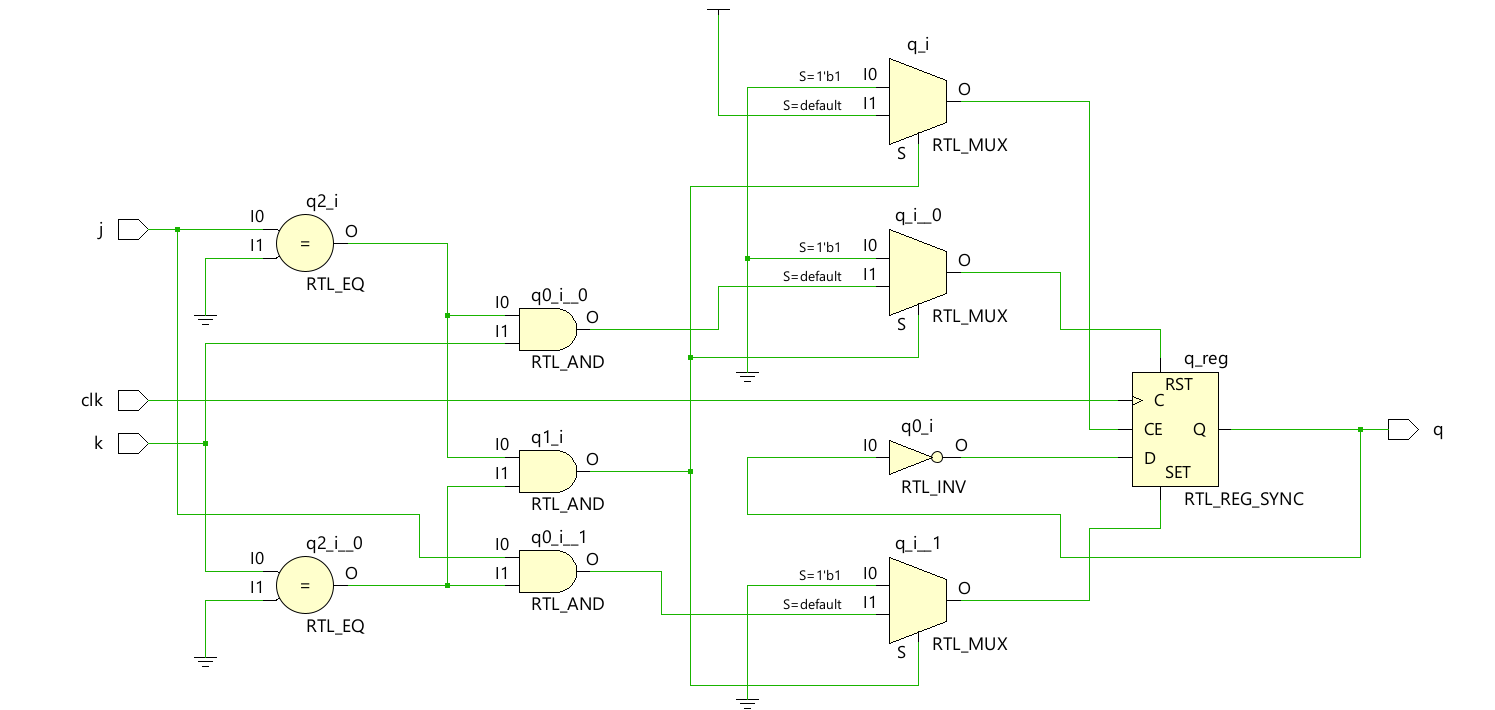 q_i
S=1'b1 I0 O
S=default I1
S RTL_MUX
q2_i
j I0 O
I1 =
RTL_EQ
q_i__0
S=1'b1 I0 O
S=default I1
S RTL_MUX
q0_i__0
I0 O
I1
RTL_AND
q_reg
RST
clk C
k CE Q q
D
SET
RTL_REG_SYNC
q0_i
I0 O
RTL_INV
q1_i
I0 O
I1
RTL_AND
q0_i__1
I0 O
I1
RTL_AND
q2_i__0
I0 O
I1 =
RTL_EQ
q_i__1
S=1'b1 I0 O
S=default I1
S RTL_MUX